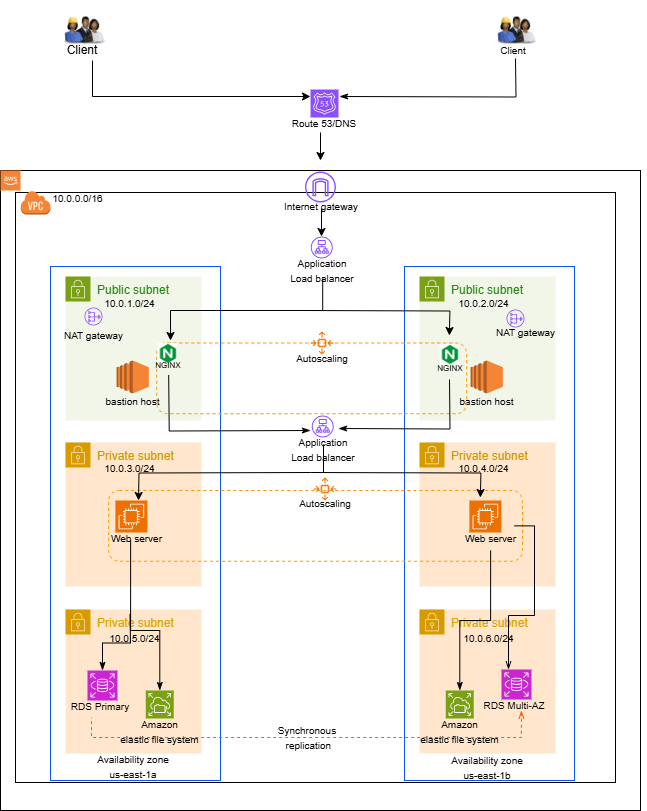 Client
Client
53
Route 53/DNS
aws
VPC
10.0.0.0/16
Internet gateway
Application
Load balancer
Public subnet
10.0.1.0/24
NAT gateway
Public subnet
10.0.2.0/24
NAT gateway
N
NGINX
Autoscaling
N
NGINX
bastion host
bastion host
Application
Load balancer
Private subnet
10.0.3.0/24
Private subnet
10.0.4.0/24
Autoscaling
Web server
Web server
Private subnet
10.0.5.0/24
Private subnet
10.0.6.0/24
RDS Primary
Amazon
elastic file system
RDS Multi-AZ
Amazon
elastic file system
Synchronous
replication
Availability zone
us-east-1a
Availability zone
us-east-1b